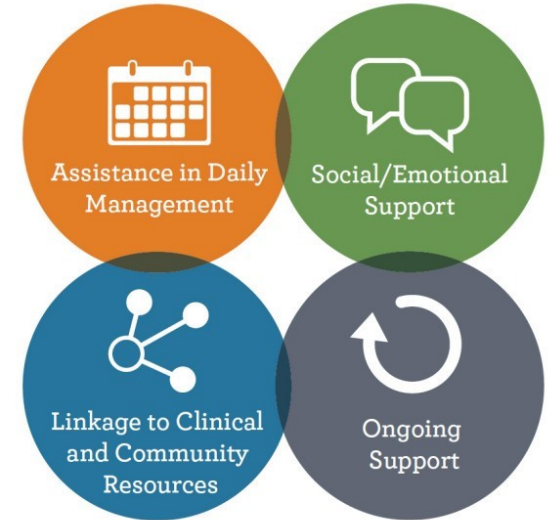 Assistance in Daily
Management
Social/Emotional
Support
Linkage to Clinical
and Community
Resources
Ongoing
Support